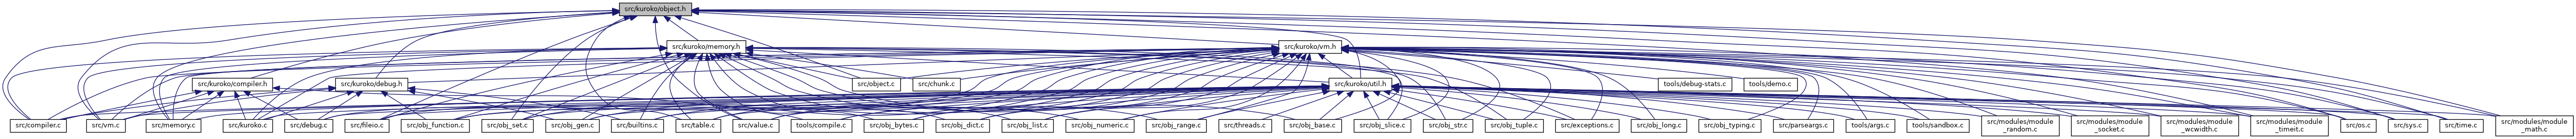 src/kuroko/object.h
src/kuroko/memory.h
src/kuroko/vm.h
src/kuroko/compiler.h
src/kuroko/debug.h
src/object.c
src/chunk.c
src/kuroko/util.h
tools/debug-stats.c
tools/demo.c
src/compiler.c
src/vm.c
src/memory.c
src/kuroko.c
src/debug.c
src/fileio.c
src/obj_function.c
src/obj_set.c
src/obj_gen.c
src/builtins.c
src/table.c
src/value.c
tools/compile.c
src/obj_bytes.c
src/obj_dict.c
src/obj_list.c
src/obj_numeric.c
src/obj_range.c
src/threads.c
src/obj_base.c
src/obj_slice.c
src/obj_str.c
src/obj_tuple.c
src/exceptions.c
src/obj_long.c
src/obj_typing.c
src/parseargs.c
tools/args.c
tools/sandbox.c
src/modules/module
_random.c
src/modules/module
_socket.c
src/modules/module
_wcwidth.c
src/modules/module
_timeit.c
src/os.c
src/sys.c
src/time.c
src/modules/module
_math.c